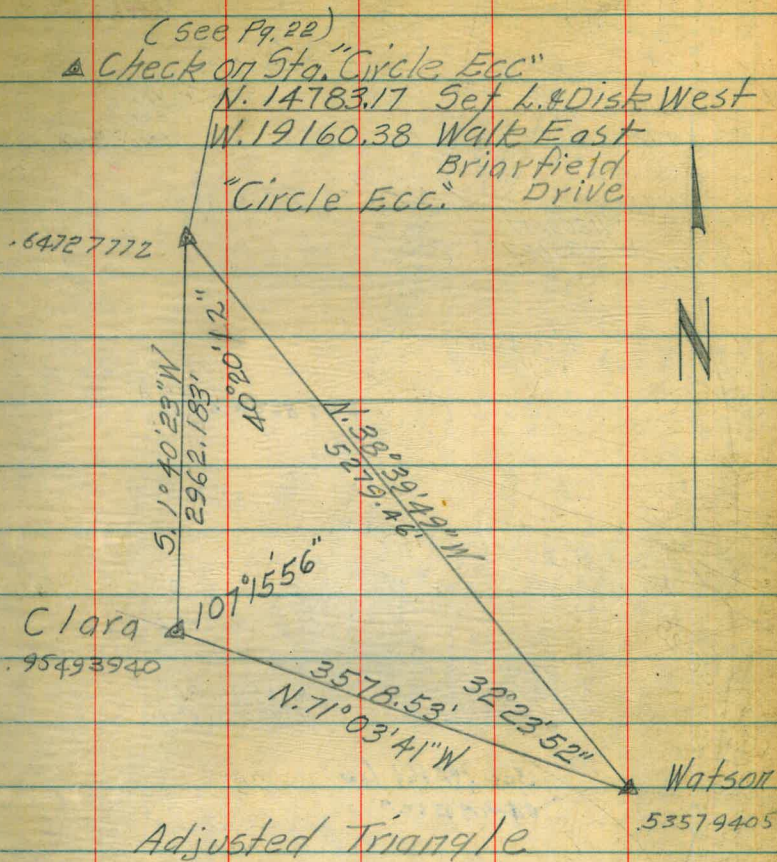 (see Pg. 22)
Check on Sta. "Circle Ecc"
N. 14783.17 Set L.&Disk West
W. 19160.38 Walk East
Briarfield
Drive
"Circle Ecc."
.64727772
40°20'12"
S. 1°40'23"W
2962.183'
N. 38°39'49"W
5279.46'
N
107°15'56"
Clara
.95493940
3578.53'
N. 71°03'41"W
32°23'52"
Watson
.53579405
Adjusted Triangle